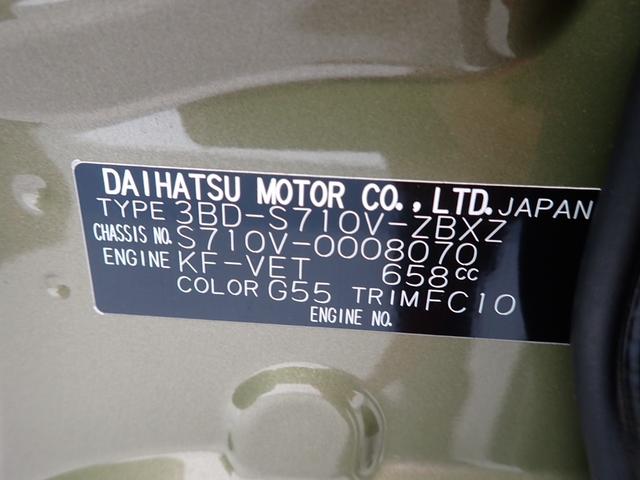 DAIHATSU MOTOR CO., LTD. JAPAN
TYPE 3BD-S710V-ZBXZ
CHASSIS NO. S710V-0008070
ENGINE KF-VET 658cc
COLOR G55 TRIM FC10
ENGINE NO.